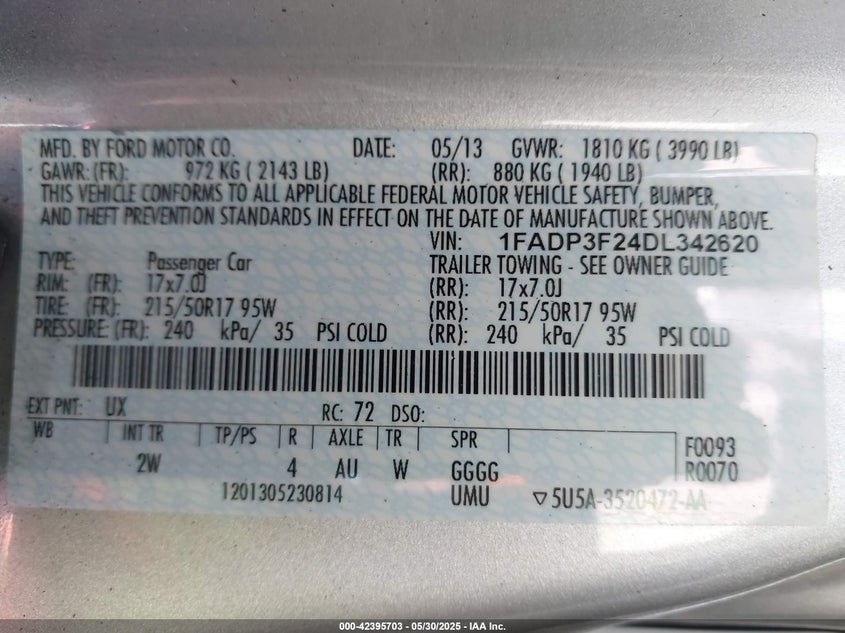 MFD. BY FORD MOTOR CO. DATE: 05/13 GVWR: 1810 KG ( 3990 LB)
GAWR: (FR): 972 KG ( 2143 LB) (RR): 880 KG ( 1940 LB)
THIS VEHICLE CONFORMS TO ALL APPLICABLE FEDERAL MOTOR VEHICLE SAFETY, BUMPER,
AND THEFT PREVENTION STANDARDS IN EFFECT ON THE DATE OF MANUFACTURE SHOWN ABOVE.
VIN: 1FADP3F24DL342620
TYPE: Passenger Car TRAILER TOWING - SEE OWNER GUIDE
RIM: (FR): 17x7.0J (RR): 17x7.0J
TIRE: (FR): 215/50R17 95W (RR): 215/50R17 95W
PRESSURE: (FR): 240 kPa/ 35 PSI COLD (RR): 240 kPa/ 35 PSI COLD
EXT PNT: UX RC: 72 DSO:
WB INT TR TP/PS R AXLE TR SPR F0093
2W 4 AU W GGGG R0070
1201305230814 UMU ▽5U5A-3520472-AA
000-42395703 — 05/30/2025 — IAA Inc.